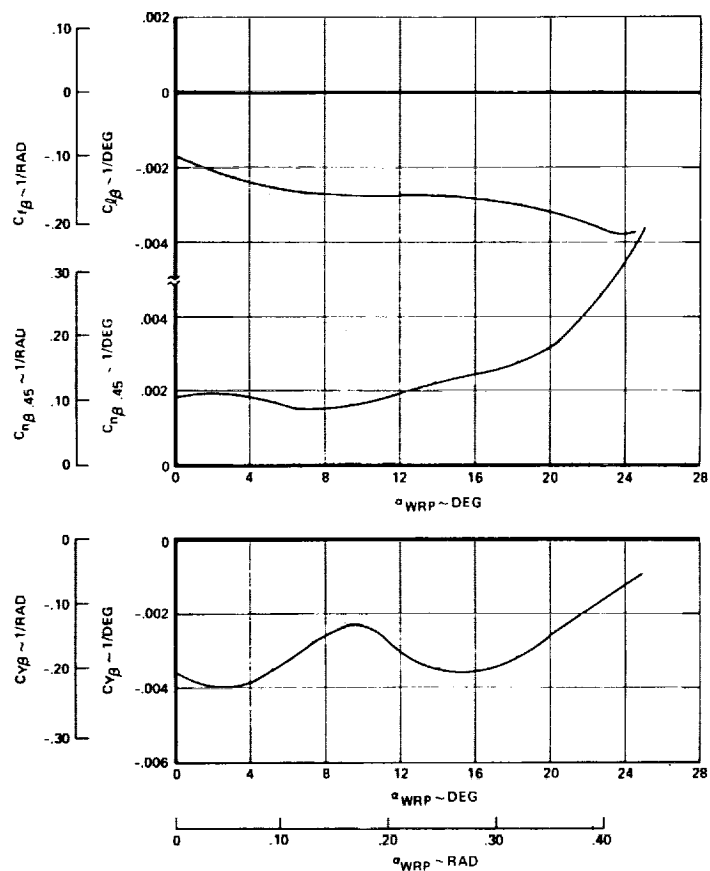 .002
.10
0
0
-.002
-.10
-.20
-.004
C_ℓβ ~ 1/RAD
C_ℓβ ~ 1/DEG
.30
.004
.20
.002
.10
0
0
C_nβ .45 ~ 1/RAD
C_nβ .45 ~ 1/DEG
0 4 8 12 16 20 24 28
α WRP ~ DEG
0
0
-.10
-.002
-.20
-.004
-.30
-.006
C_Yβ ~ 1/RAD
C_Yβ ~ 1/DEG
0 4 8 12 16 20 24 28
α WRP ~ DEG
0 .10 .20 .30 .40
α WRP ~ RAD